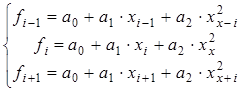 f_{i-1} = a_0 + a_1 · x_{i-1} + a_2 · x_{x-i}^2
f_i = a_0 + a_1 · x_i + a_2 · x_x^2
f_{i+1} = a_0 + a_1 · x_{i+1} + a_2 · x_{x+i}^2